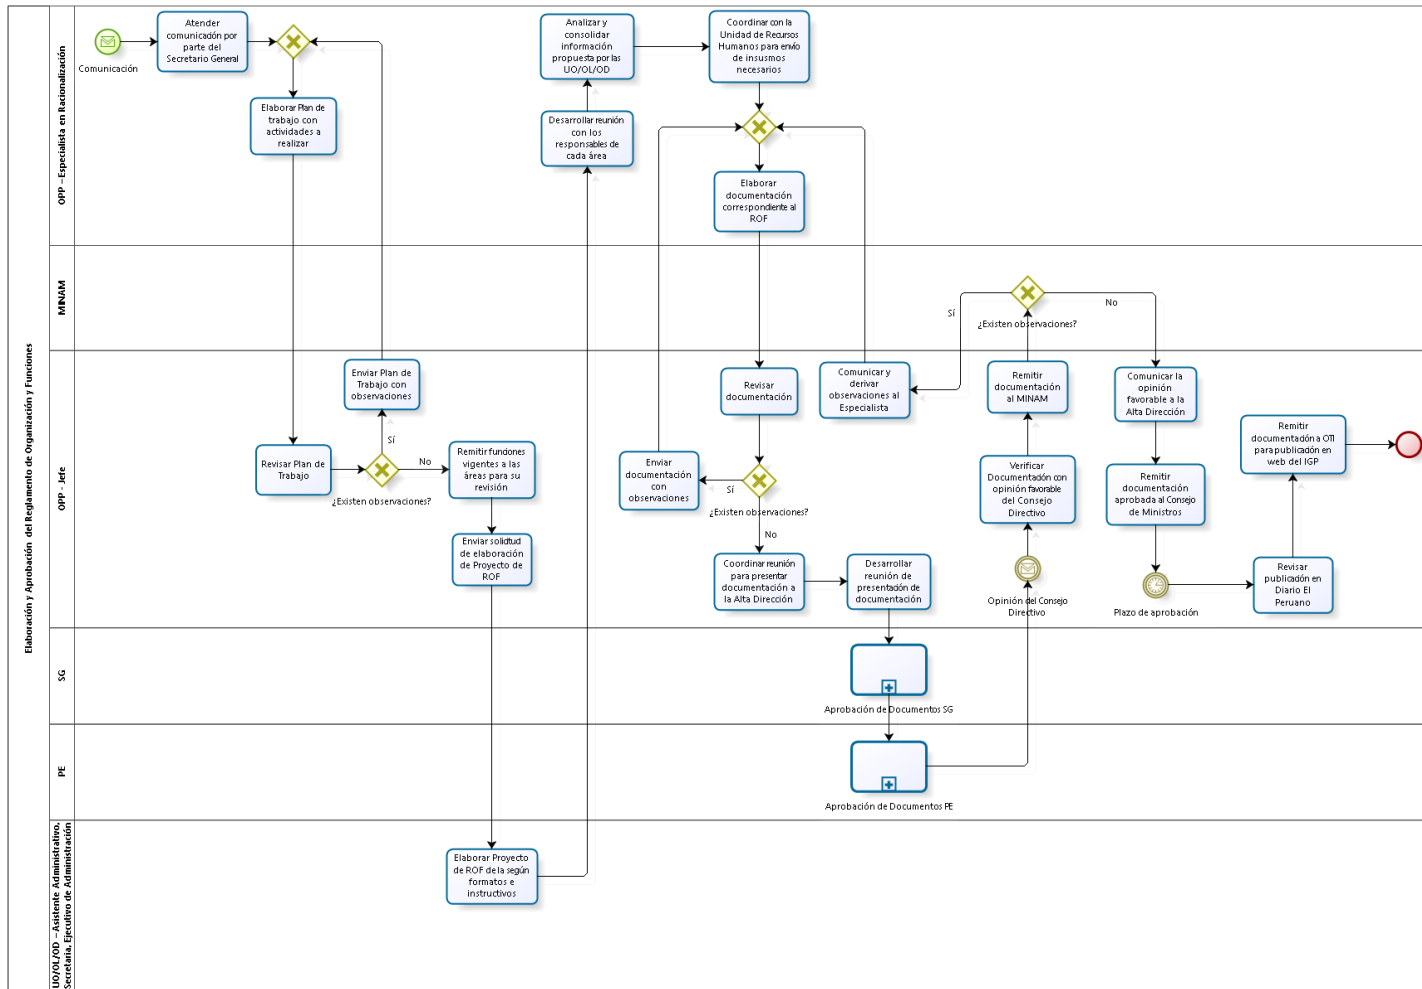 Elaboración y Aprobación del Reglamento de Organización y Funciones
OPP – Especialista en Racionalización
Comunicación
Atender
comunicación por
parte del
Secretario General
Elaborar Plan de
trabajo con
actividades a
realizar
Analizar y
consolidar
información
propuesta por las
UO/OL/OD
Desarrollar reunión
con los
responsables de
cada área
Coordinar con la
Unidad de Recursos
Humanos para envío
de insusmos
necesarios
Elaborar
documentación
correspondiente al
ROF
MINAM
¿Existen observaciones?
Sí
No
OPP - Jefe
Enviar Plan de
Trabajo con
observaciones
Sí
Revisar Plan de
Trabajo
¿Existen observaciones?
No
Remitir funciones
vigentes a las
áreas para su
revisión
Enviar solicitud
de elaboración
de Proyecto de
ROF
Revisar
documentación
Enviar
documentación
con
observaciones
Sí
¿Existen observaciones?
No
Coordinar reunión
para presentar
documentación a
la Alta Dirección
Desarrollar
reunión de
presentación de
documentación
Comunicar y
derivar
observaciones al
Especialista
Remitir
documentación
al MINAM
Verificar
Documentación con
opinión favorable
del Consejo
Directivo
Opinión del Consejo
Directivo
Comunicar la
opinión
favorable a la
Alta Dirección
Remitir
documentación
aprobada al Consejo
de Ministros
Plazo de aprobación
Revisar
publicación en
Diario El
Peruano
Remitir
documentación a OTI
para publicación en
web del IGP
SG
Aprobación de Documentos SG
PE
Aprobación de Documentos PE
UO/OL/OD – Asistente Administrativo,
Secretaria, Ejecutivo de Administración
Elaborar Proyecto
de ROF de la según
formatos e
instructivos